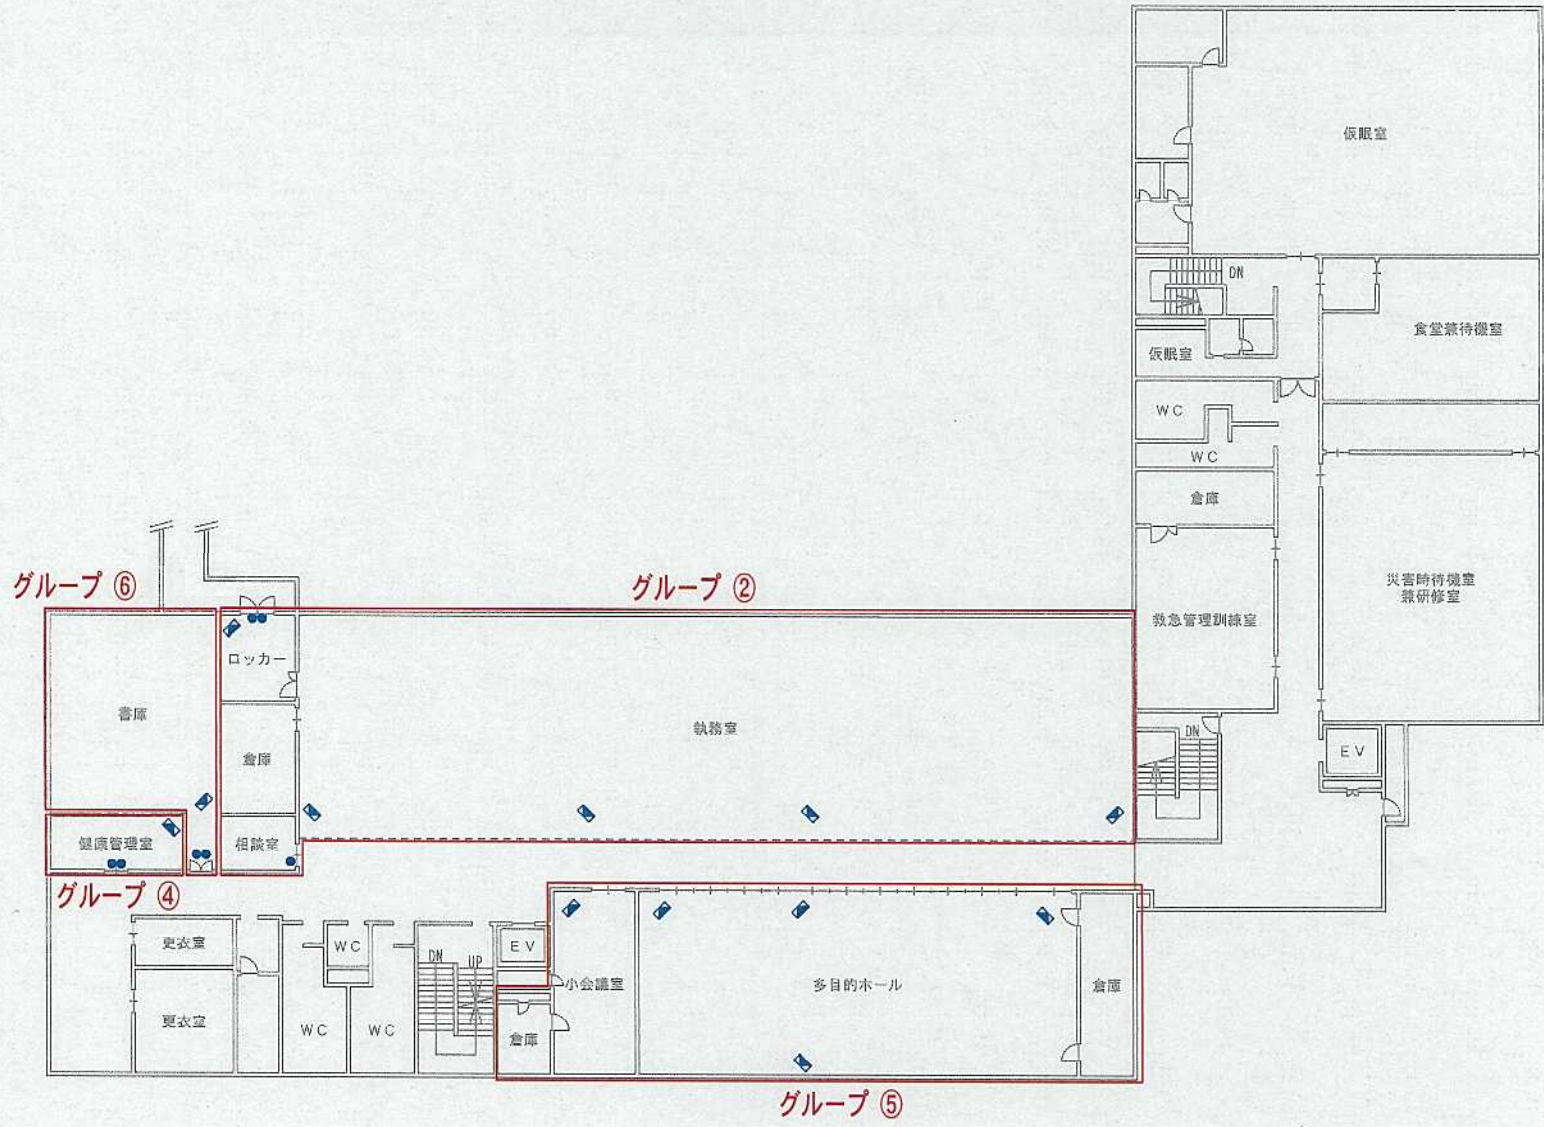 仮眠室
DN
食堂兼待機室
仮眠室
WC
WC
倉庫
災害時待機室
兼研修室
救急管理訓練室
グループ ⑥
グループ ②
ロッカー
書庫
執務室
倉庫
DN
EV
健康管理室
相談室
グループ ④
更衣室
WC
DN
UP
EV
小会議室
多目的ホール
倉庫
更衣室
WC
WC
倉庫
グループ ⑤